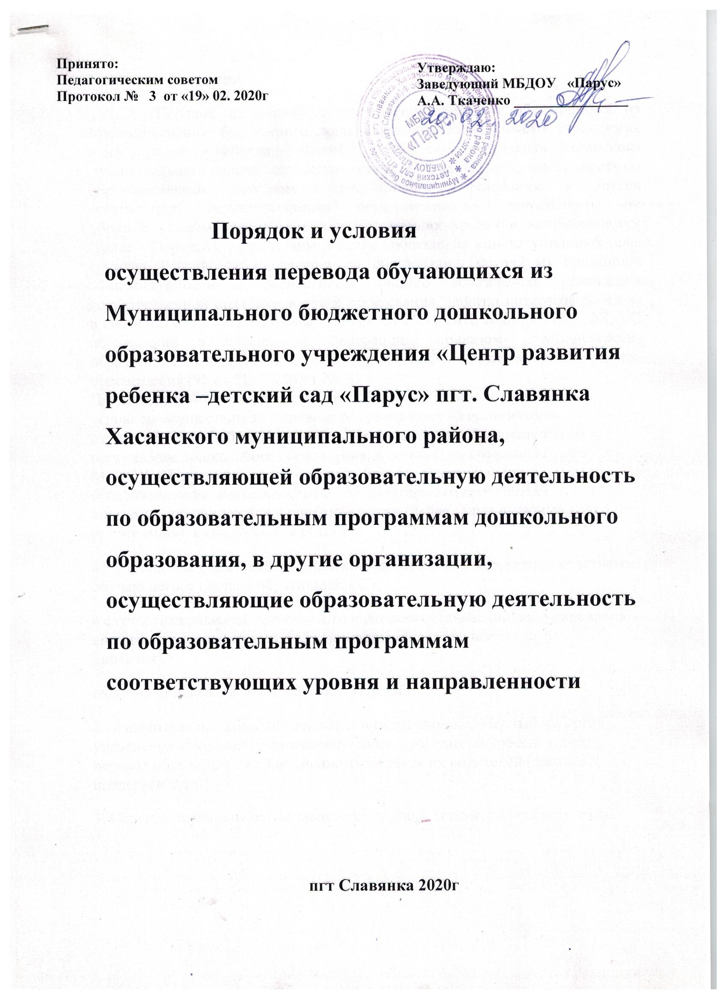 Принято:
Педагогическим советом
Протокол № 3 от «19» 02. 2020г
Утверждаю:
Заведующий МБДОУ «Парус»
А.А. Ткаченко ________________
20.02.2020
МБДОУ
«Парус»
Порядок и условия
осуществления перевода обучающихся из
Муниципального бюджетного дошкольного
образовательного учреждения «Центр развития
ребенка –детский сад «Парус» пгт. Славянка
Хасанского муниципального района,
осуществляющей образовательную деятельность
по образовательным программам дошкольного
образования, в другие организации,
осуществляющие образовательную деятельность
по образовательным программам
соответствующих уровня и направленности
пгт Славянка 2020г